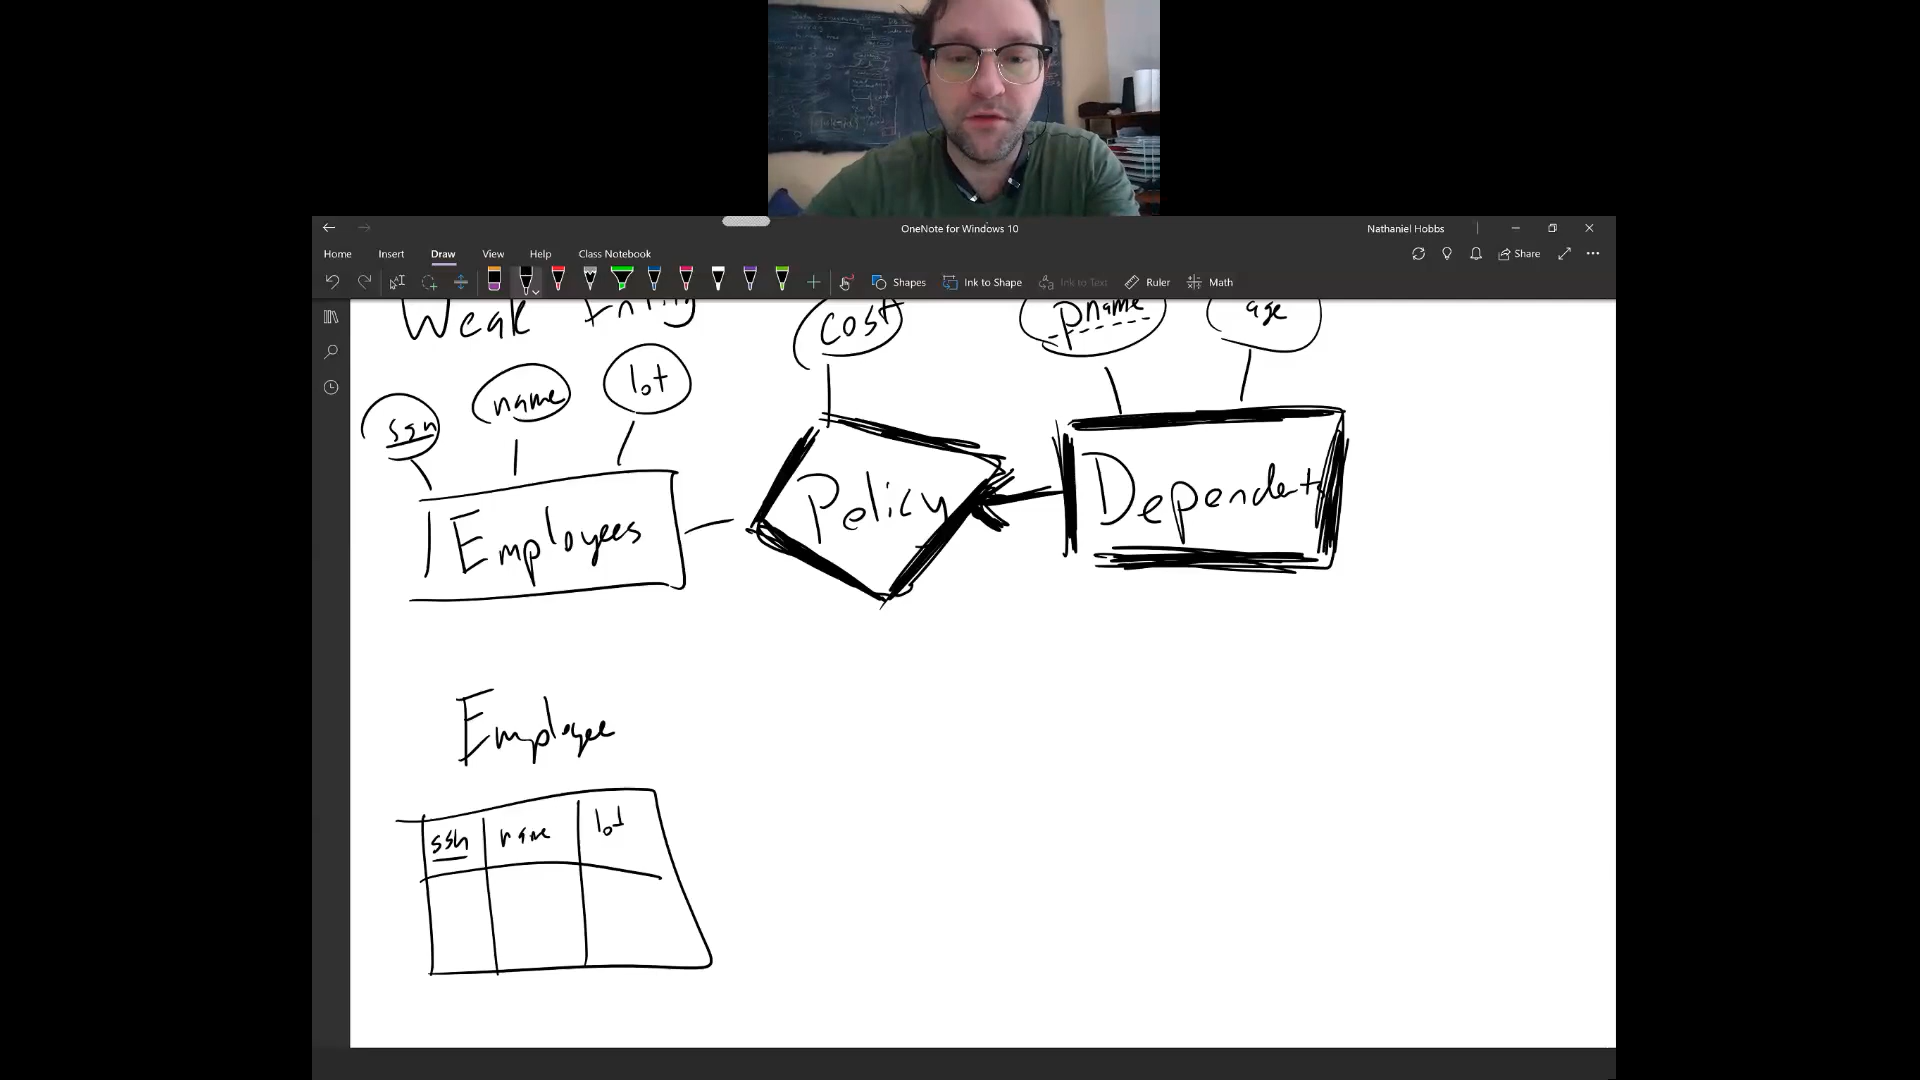 OneNote for Windows 10
Nathaniel Hobbs
Home Insert Draw View Help Class Notebook
Share
Shapes Ink to Shape Ink to Text Ruler Math
Weak Entity
cost
pname
age
ssn
name
lot
Employees
Policy
Dependents
Employee
ssn name lot